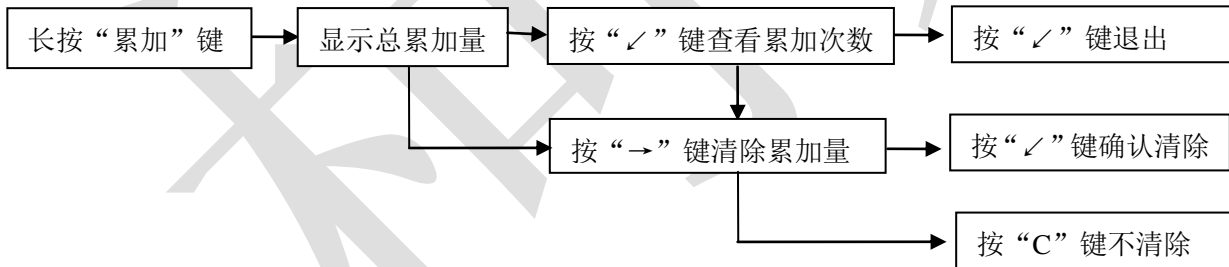 长按“累加”键
显示总累加量
按“↙”键查看累加次数
按“↙”键退出
按“→”键清除累加量
按“↙”键确认清除
按“C”键不清除